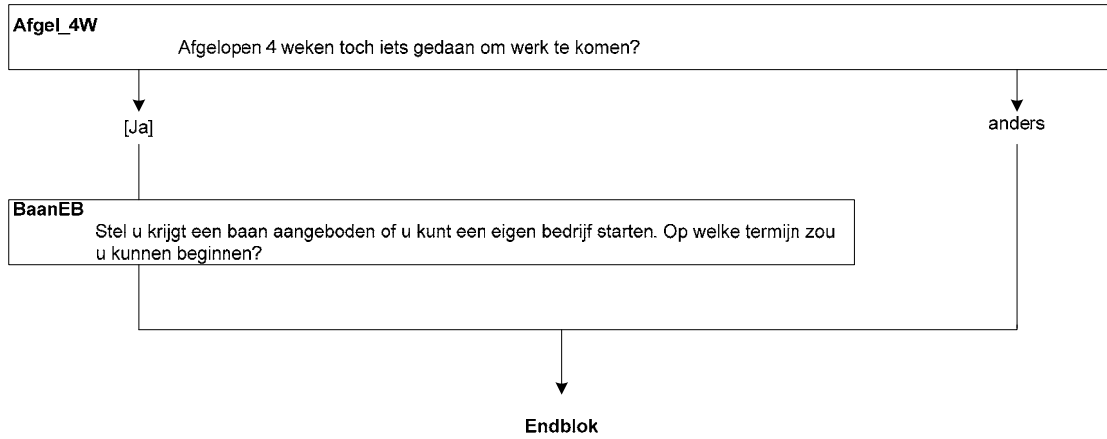 Afgel_4W
Afgelopen 4 weken toch iets gedaan om werk te komen?
[Ja]
anders
BaanEB
Stel u krijgt een baan aangeboden of u kunt een eigen bedrijf starten. Op welke termijn zou
u kunnen beginnen?
Endblok